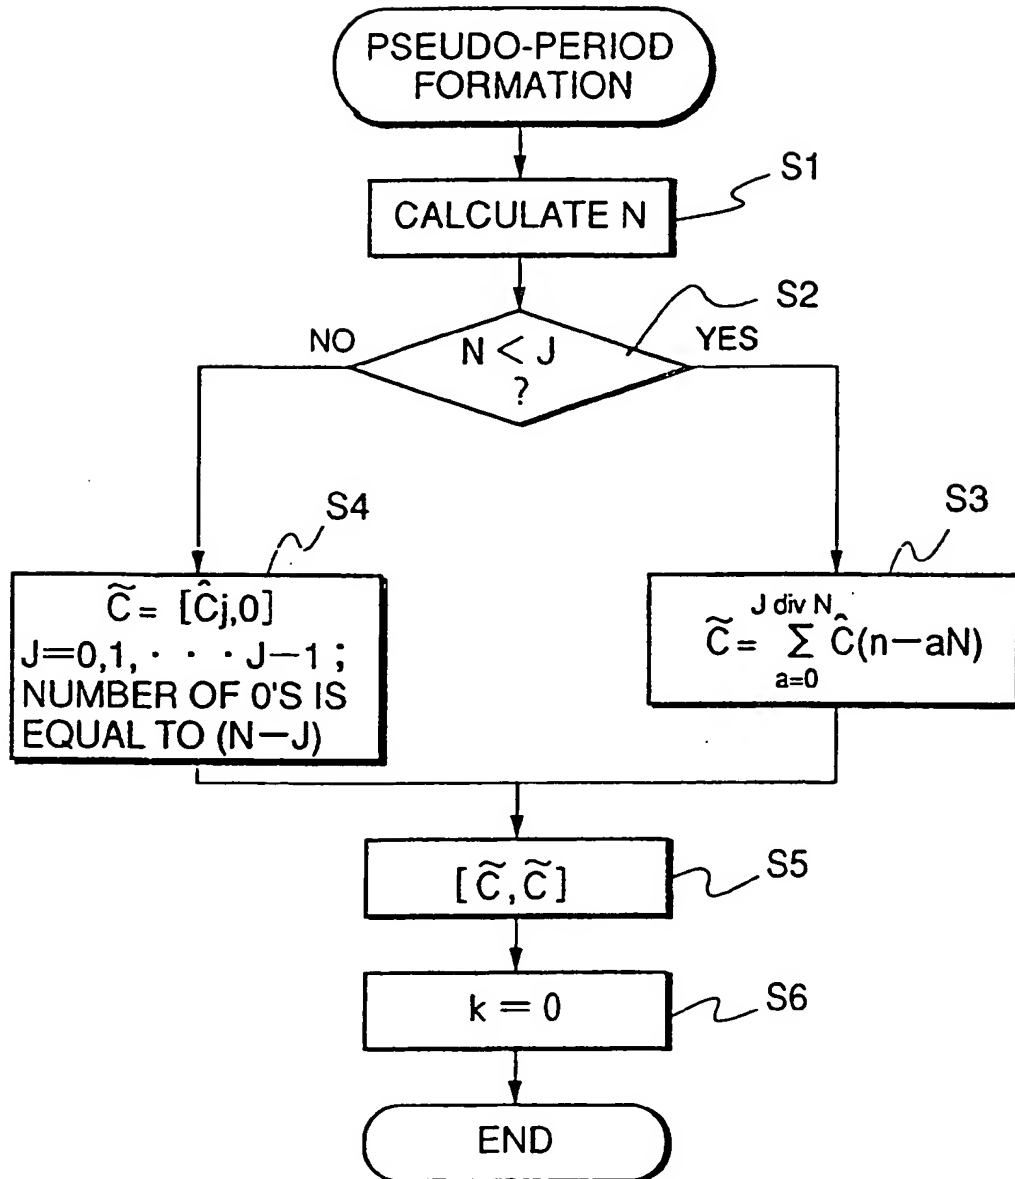 PSEUDO-PERIOD
FORMATION
S1
CALCULATE N
S2
NO
N < J
YES
?
S4
S3
C̃ = [Ĉj,0]
J=0,1, · · · J−1 ;
NUMBER OF 0'S IS
EQUAL TO (N−J)
J div N
C̃ = Σ Ĉ(n−aN)
a=0
S5
[C̃,C̃]
S6
k = 0
END